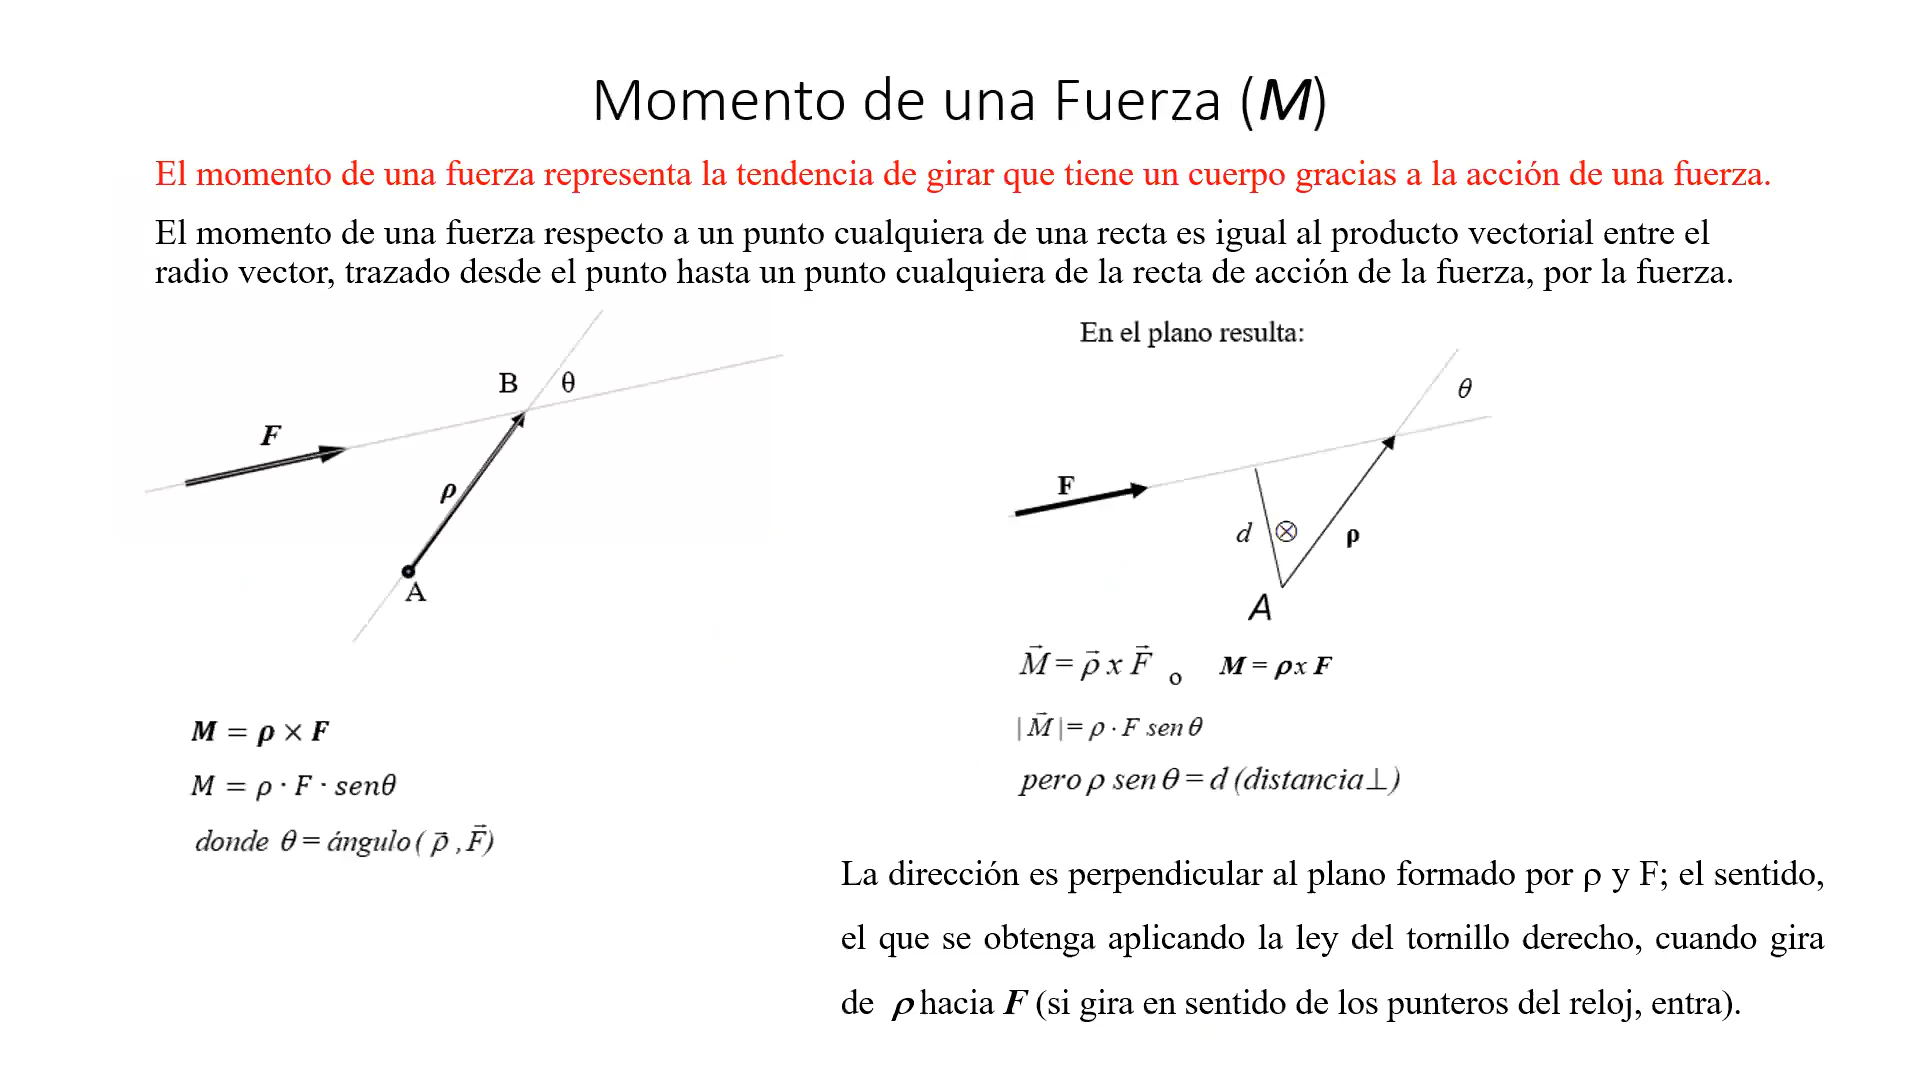 Momento de una Fuerza (M)
El momento de una fuerza representa la tendencia de girar que tiene un cuerpo gracias a la acción de una fuerza.
El momento de una fuerza respecto a un punto cualquiera de una recta es igual al producto vectorial entre el
radio vector, trazado desde el punto hasta un punto cualquiera de la recta de acción de la fuerza, por la fuerza.
B θ
F
ρ
A
M = ρ × F
M = ρ · F · senθ
donde θ = ángulo ( ρ⃗ , F⃗)
En el plano resulta:
θ
F
d ρ
A
M⃗ = ρ⃗ x F⃗ o M = ρx F
| M⃗ |= ρ · F sen θ
pero ρ sen θ = d (distancia⊥)
La dirección es perpendicular al plano formado por ρ y F; el sentido,
el que se obtenga aplicando la ley del tornillo derecho, cuando gira
de ρ hacia F (si gira en sentido de los punteros del reloj, entra).